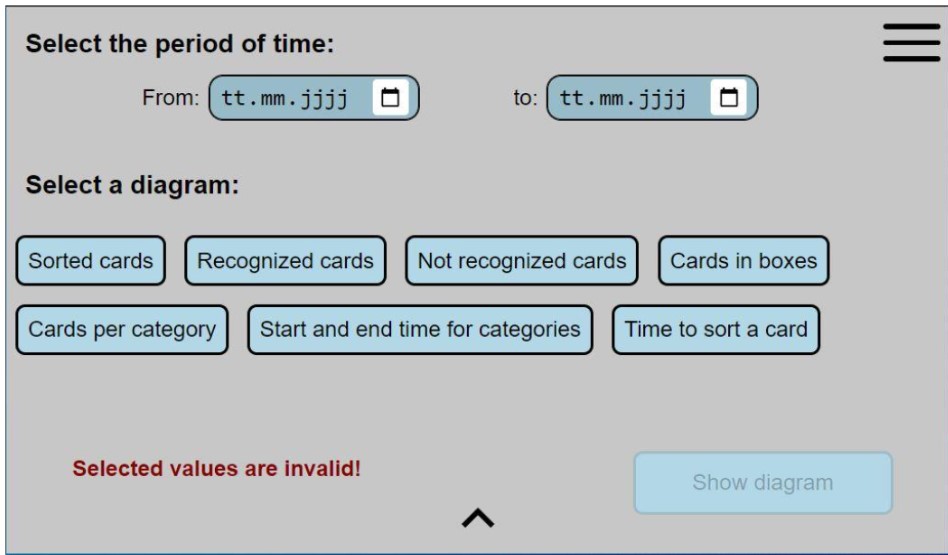 Select the period of time:
From: tt.mm.jjjj to: tt.mm.jjjj
Select a diagram:
Sorted cards Recognized cards Not recognized cards Cards in boxes
Cards per category Start and end time for categories Time to sort a card
Selected values are invalid!
Show diagram